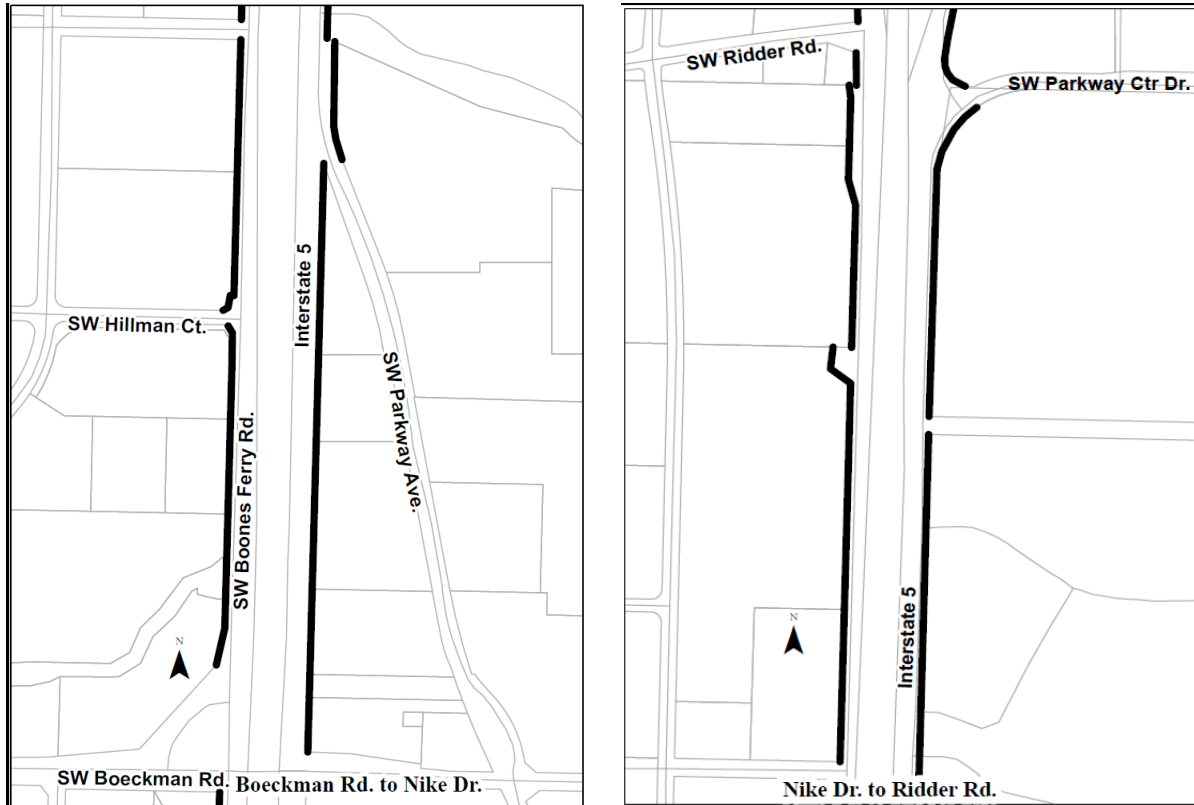 Interstate 5
SW Hillman Ct.
SW Parkway Ave.
SW Boones Ferry Rd.
N
SW Boeckman Rd.
Boeckman Rd. to Nike Dr.
SW Ridder Rd.
SW Parkway Ctr Dr.
Interstate 5
N
Nike Dr. to Ridder Rd.